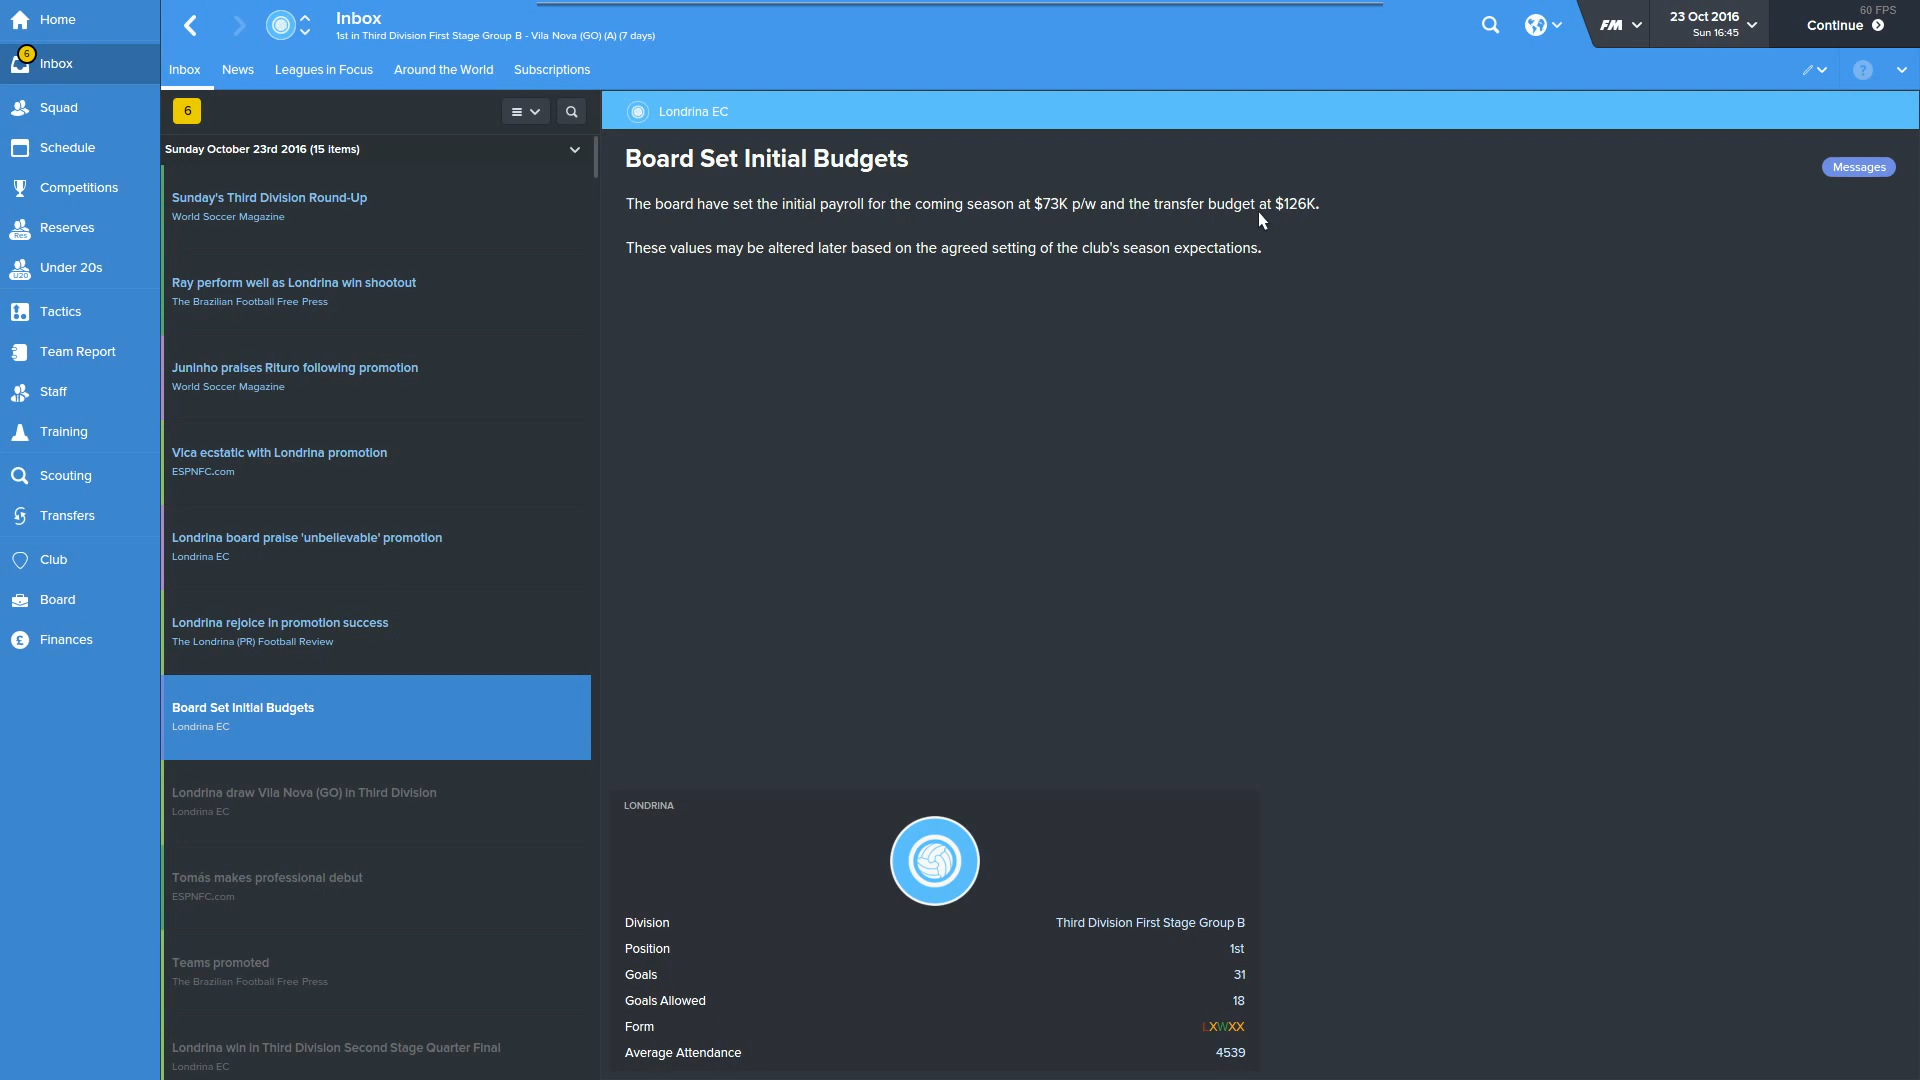 Home
6
Inbox
Squad
Schedule
Competitions
Res
Reserves
U20
Under 20s
Tactics
Team Report
Staff
Training
Scouting
Transfers
Club
Board
£
Finances
Inbox
1st in Third Division First Stage Group B - Vila Nova (GO) (A) (7 days)
FM
23 Oct 2016
Sun 16:45
60 FPS
Continue
Inbox
News
Leagues in Focus
Around the World
Subscriptions
?
6
Sunday October 23rd 2016 (15 items)
Sunday's Third Division Round-Up
World Soccer Magazine
Ray perform well as Londrina win shootout
The Brazilian Football Free Press
Juninho praises Rituro following promotion
World Soccer Magazine
Vica ecstatic with Londrina promotion
ESPNFC.com
Londrina board praise 'unbelievable' promotion
Londrina EC
Londrina rejoice in promotion success
The Londrina (PR) Football Review
Board Set Initial Budgets
Londrina EC
Londrina draw Vila Nova (GO) in Third Division
Londrina EC
Tomás makes professional debut
ESPNFC.com
Teams promoted
The Brazilian Football Free Press
Londrina win in Third Division Second Stage Quarter Final
Londrina EC
Londrina EC
Board Set Initial Budgets
Messages
The board have set the initial payroll for the coming season at $73K p/w and the transfer budget at $126K.
These values may be altered later based on the agreed setting of the club's season expectations.
LONDRINA
Division Third Division First Stage Group B
Position 1st
Goals 31
Goals Allowed 18
Form LXWXX
Average Attendance 4539